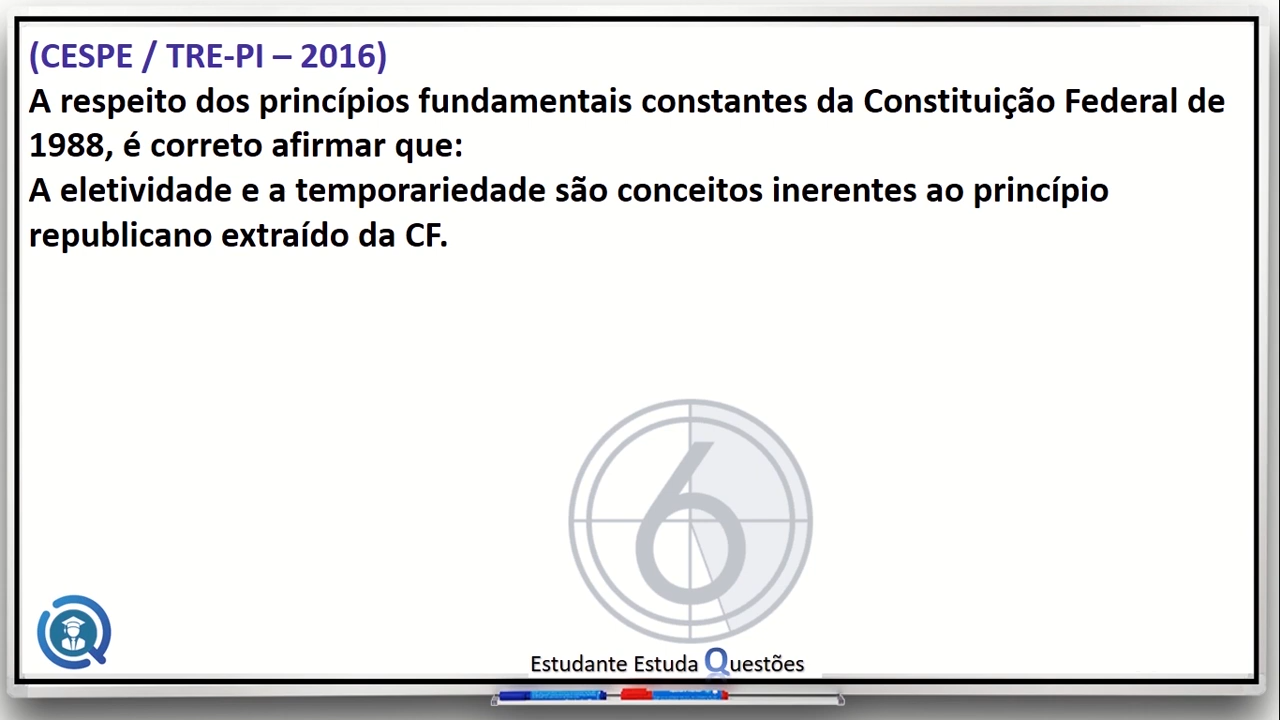 (CESPE / TRE-PI – 2016)
A respeito dos princípios fundamentais constantes da Constituição Federal de
1988, é correto afirmar que:
A eletividade e a temporariedade são conceitos inerentes ao princípio
republicano extraído da CF.
6
Estudante Estuda Questões